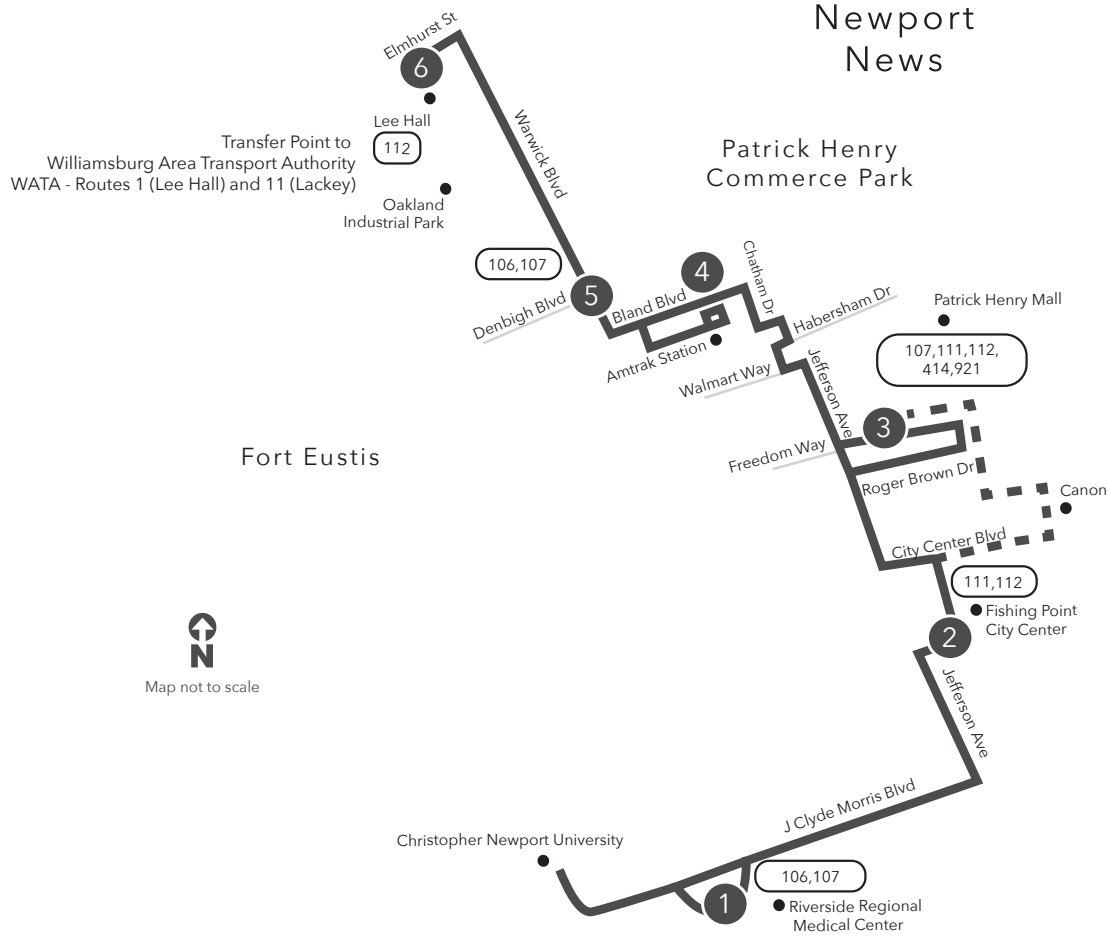 Newport
News
Elmhurst St
6
Lee Hall
112
Transfer Point to
Williamsburg Area Transport Authority
WATA - Routes 1 (Lee Hall) and 11 (Lackey)
Warwick Blvd
Patrick Henry
Commerce Park
Oakland
Industrial Park
106,107
Denbigh Blvd
5
Bland Blvd
4
Chatham Dr
Habersham Dr
Patrick Henry Mall
107,111,112,
414,921
Amtrak Station
Walmart Way
Jefferson Ave
3
Freedom Way
Roger Brown Dr
Fort Eustis
Canon
City Center Blvd
111,112
Fishing Point
City Center
2
N
Map not to scale
Jefferson Ave
J Clyde Morris Blvd
Christopher Newport University
106,107
1
Riverside Regional
Medical Center